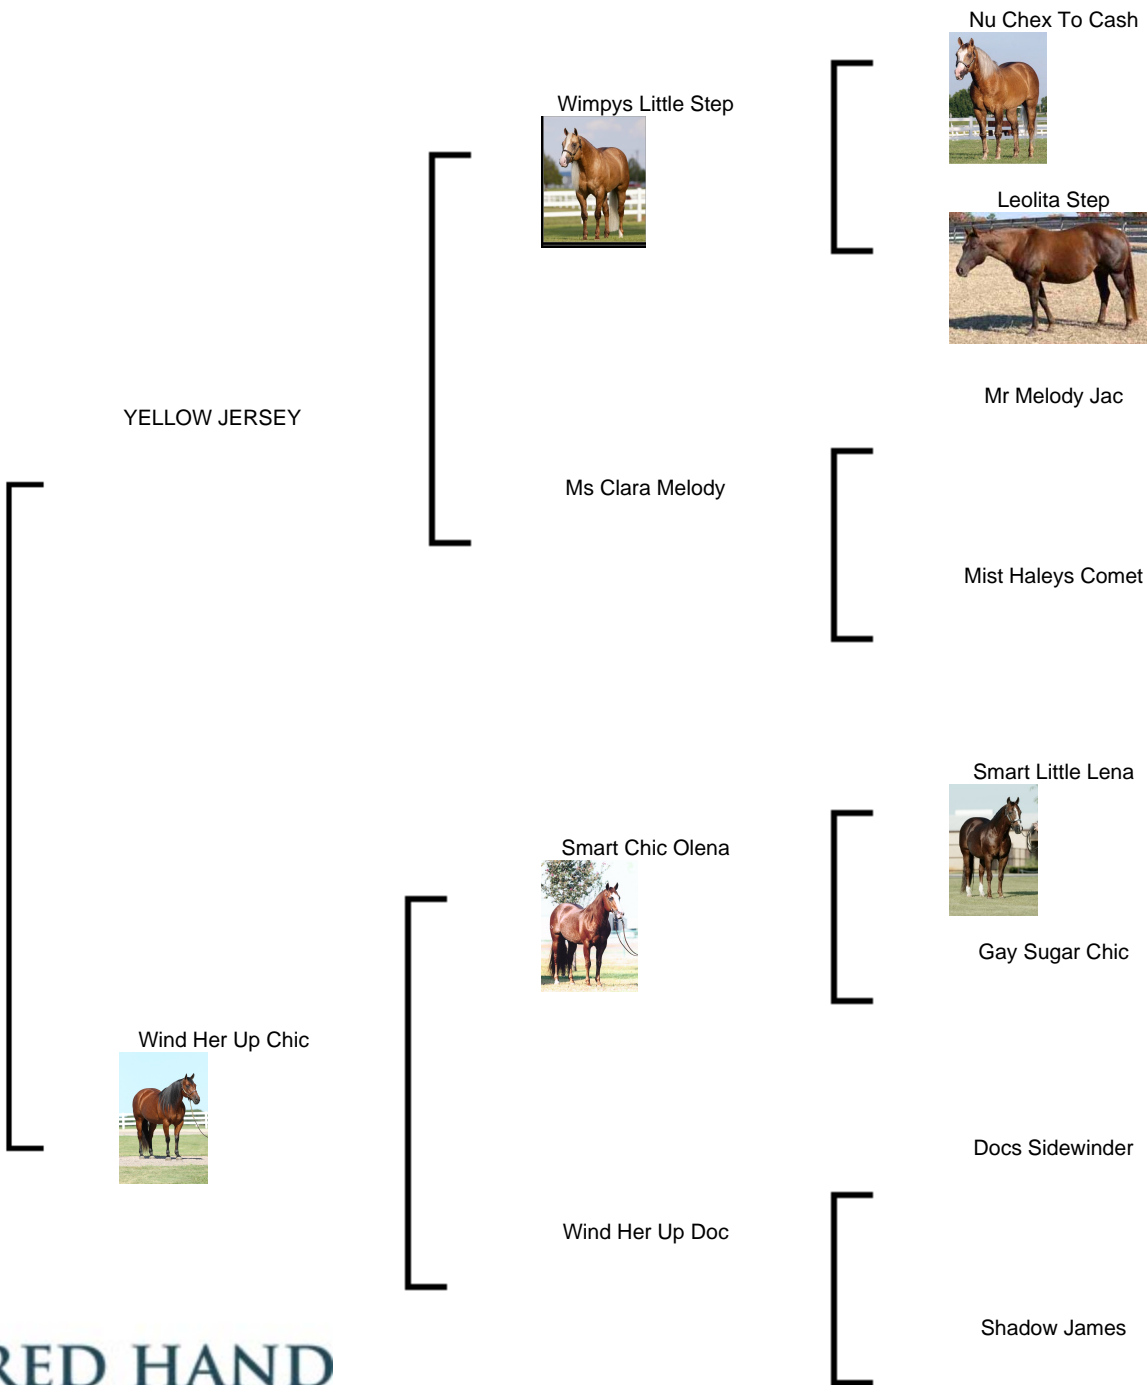 Nu Chex To Cash
Wimpys Little Step
Leolita Step
YELLOW JERSEY
Mr Melody Jac
Ms Clara Melody
Mist Haleys Comet
Smart Little Lena
Smart Chic Olena
Gay Sugar Chic
Wind Her Up Chic
Docs Sidewinder
Wind Her Up Doc
Shadow James
RED HAND